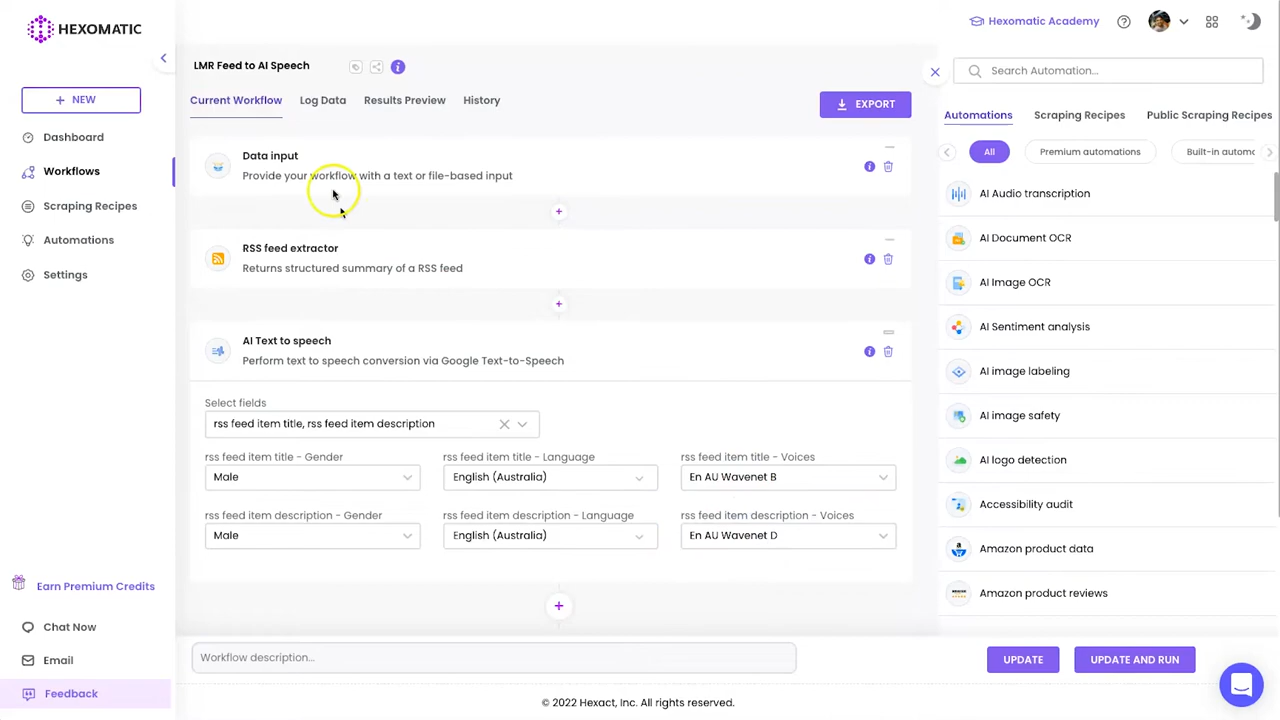 HEXOMATIC
Hexomatic Academy
LMR Feed to AI Speech
Search Automation...
NEW
Current Workflow
Log Data
Results Preview
History
EXPORT
Automations
Scraping Recipes
Public Scraping Recipes
Dashboard
Workflows
Scraping Recipes
Automations
Settings
All
Premium automations
Built-in automa
Data input
Provide your workflow with a text or file-based input
RSS feed extractor
Returns structured summary of a RSS feed
AI Text to speech
Perform text to speech conversion via Google Text-to-Speech
Select fields
rss feed item title, rss feed item description
rss feed item title - Gender
rss feed item title - Language
rss feed item title - Voices
Male
English (Australia)
En AU Wavenet B
rss feed item description - Gender
rss feed item description - Language
rss feed item description - Voices
Male
English (Australia)
En AU Wavenet D
AI Audio transcription
AI Document OCR
AI Image OCR
AI Sentiment analysis
AI image labeling
AI image safety
AI logo detection
Accessibility audit
Amazon product data
Amazon product reviews
Earn Premium Credits
Chat Now
Email
Feedback
Workflow description...
UPDATE
UPDATE AND RUN
© 2022 Hexact, Inc. All rights reserved.